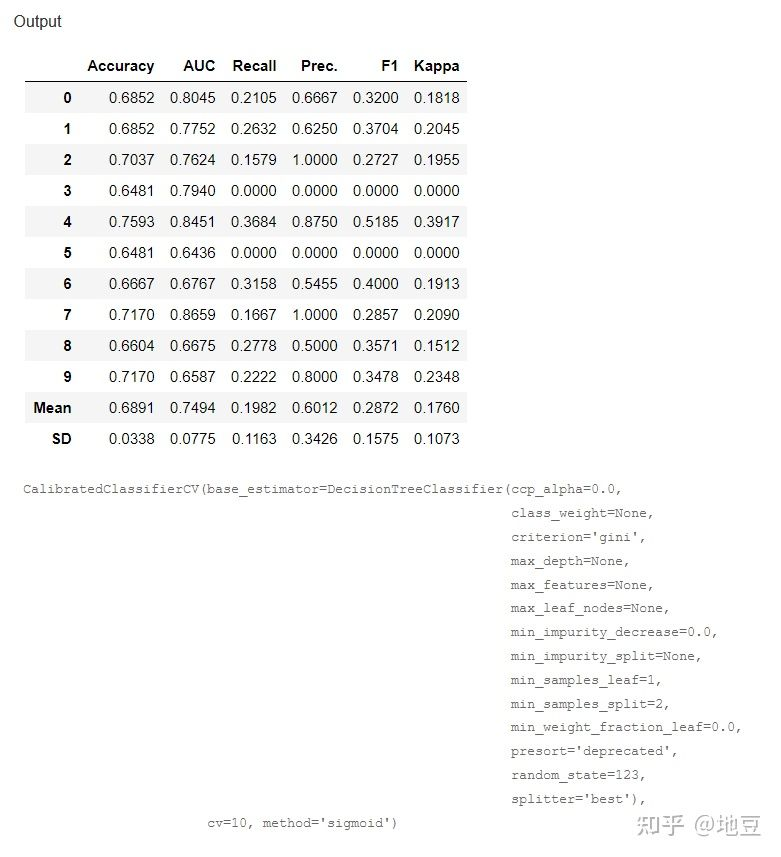 Output
Accuracy AUC Recall Prec. F1 Kappa
0 0.6852 0.8045 0.2105 0.6667 0.3200 0.1818
1 0.6852 0.7752 0.2632 0.6250 0.3704 0.2045
2 0.7037 0.7624 0.1579 1.0000 0.2727 0.1955
3 0.6481 0.7940 0.0000 0.0000 0.0000 0.0000
4 0.7593 0.8451 0.3684 0.8750 0.5185 0.3917
5 0.6481 0.6436 0.0000 0.0000 0.0000 0.0000
6 0.6667 0.6767 0.3158 0.5455 0.4000 0.1913
7 0.7170 0.8659 0.1667 1.0000 0.2857 0.2090
8 0.6604 0.6675 0.2778 0.5000 0.3571 0.1512
9 0.7170 0.6587 0.2222 0.8000 0.3478 0.2348
Mean 0.6891 0.7494 0.1982 0.6012 0.2872 0.1760
SD 0.0338 0.0775 0.1163 0.3426 0.1575 0.1073
CalibratedClassifierCV(base_estimator=DecisionTreeClassifier(ccp_alpha=0.0,
class_weight=None,
criterion='gini',
max_depth=None,
max_features=None,
max_leaf_nodes=None,
min_impurity_decrease=0.0,
min_impurity_split=None,
min_samples_leaf=1,
min_samples_split=2,
min_weight_fraction_leaf=0.0,
presort='deprecated',
random_state=123,
splitter='best'),
cv=10, method='sigmoid')
知乎 @地豆